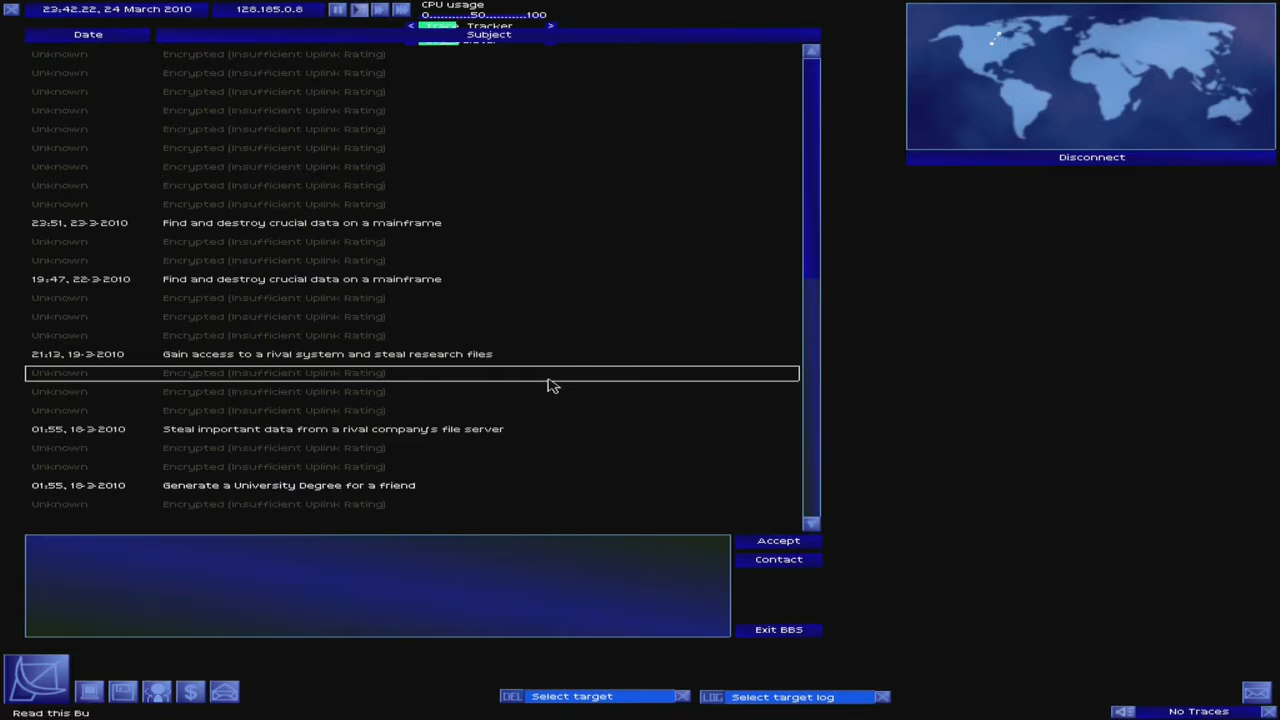 23:42.22, 24 March 2010 128.185.0.8
CPU usage
0..........50..........100
< Trace Tracker >
Date Subject
Unknown Encrypted (Insufficient Uplink Rating)
Unknown Encrypted (Insufficient Uplink Rating)
Unknown Encrypted (Insufficient Uplink Rating)
Unknown Encrypted (Insufficient Uplink Rating)
Unknown Encrypted (Insufficient Uplink Rating)
Unknown Encrypted (Insufficient Uplink Rating)
Unknown Encrypted (Insufficient Uplink Rating)
Unknown Encrypted (Insufficient Uplink Rating)
Unknown Encrypted (Insufficient Uplink Rating)
23:51, 23-3-2010 Find and destroy crucial data on a mainframe
Unknown Encrypted (Insufficient Uplink Rating)
Unknown Encrypted (Insufficient Uplink Rating)
19:47, 22-3-2010 Find and destroy crucial data on a mainframe
Unknown Encrypted (Insufficient Uplink Rating)
Unknown Encrypted (Insufficient Uplink Rating)
Unknown Encrypted (Insufficient Uplink Rating)
21:13, 19-3-2010 Gain access to a rival system and steal research files
Unknown Encrypted (Insufficient Uplink Rating)
Unknown Encrypted (Insufficient Uplink Rating)
Unknown Encrypted (Insufficient Uplink Rating)
01:55, 18-3-2010 Steal important data from a rival company's file server
Unknown Encrypted (Insufficient Uplink Rating)
Unknown Encrypted (Insufficient Uplink Rating)
01:55, 18-3-2010 Generate a University Degree for a friend
Unknown Encrypted (Insufficient Uplink Rating)
Disconnect
Accept
Contact
Exit BBS
DEL Select target
LOG Select target log
Read this Bu
No Traces